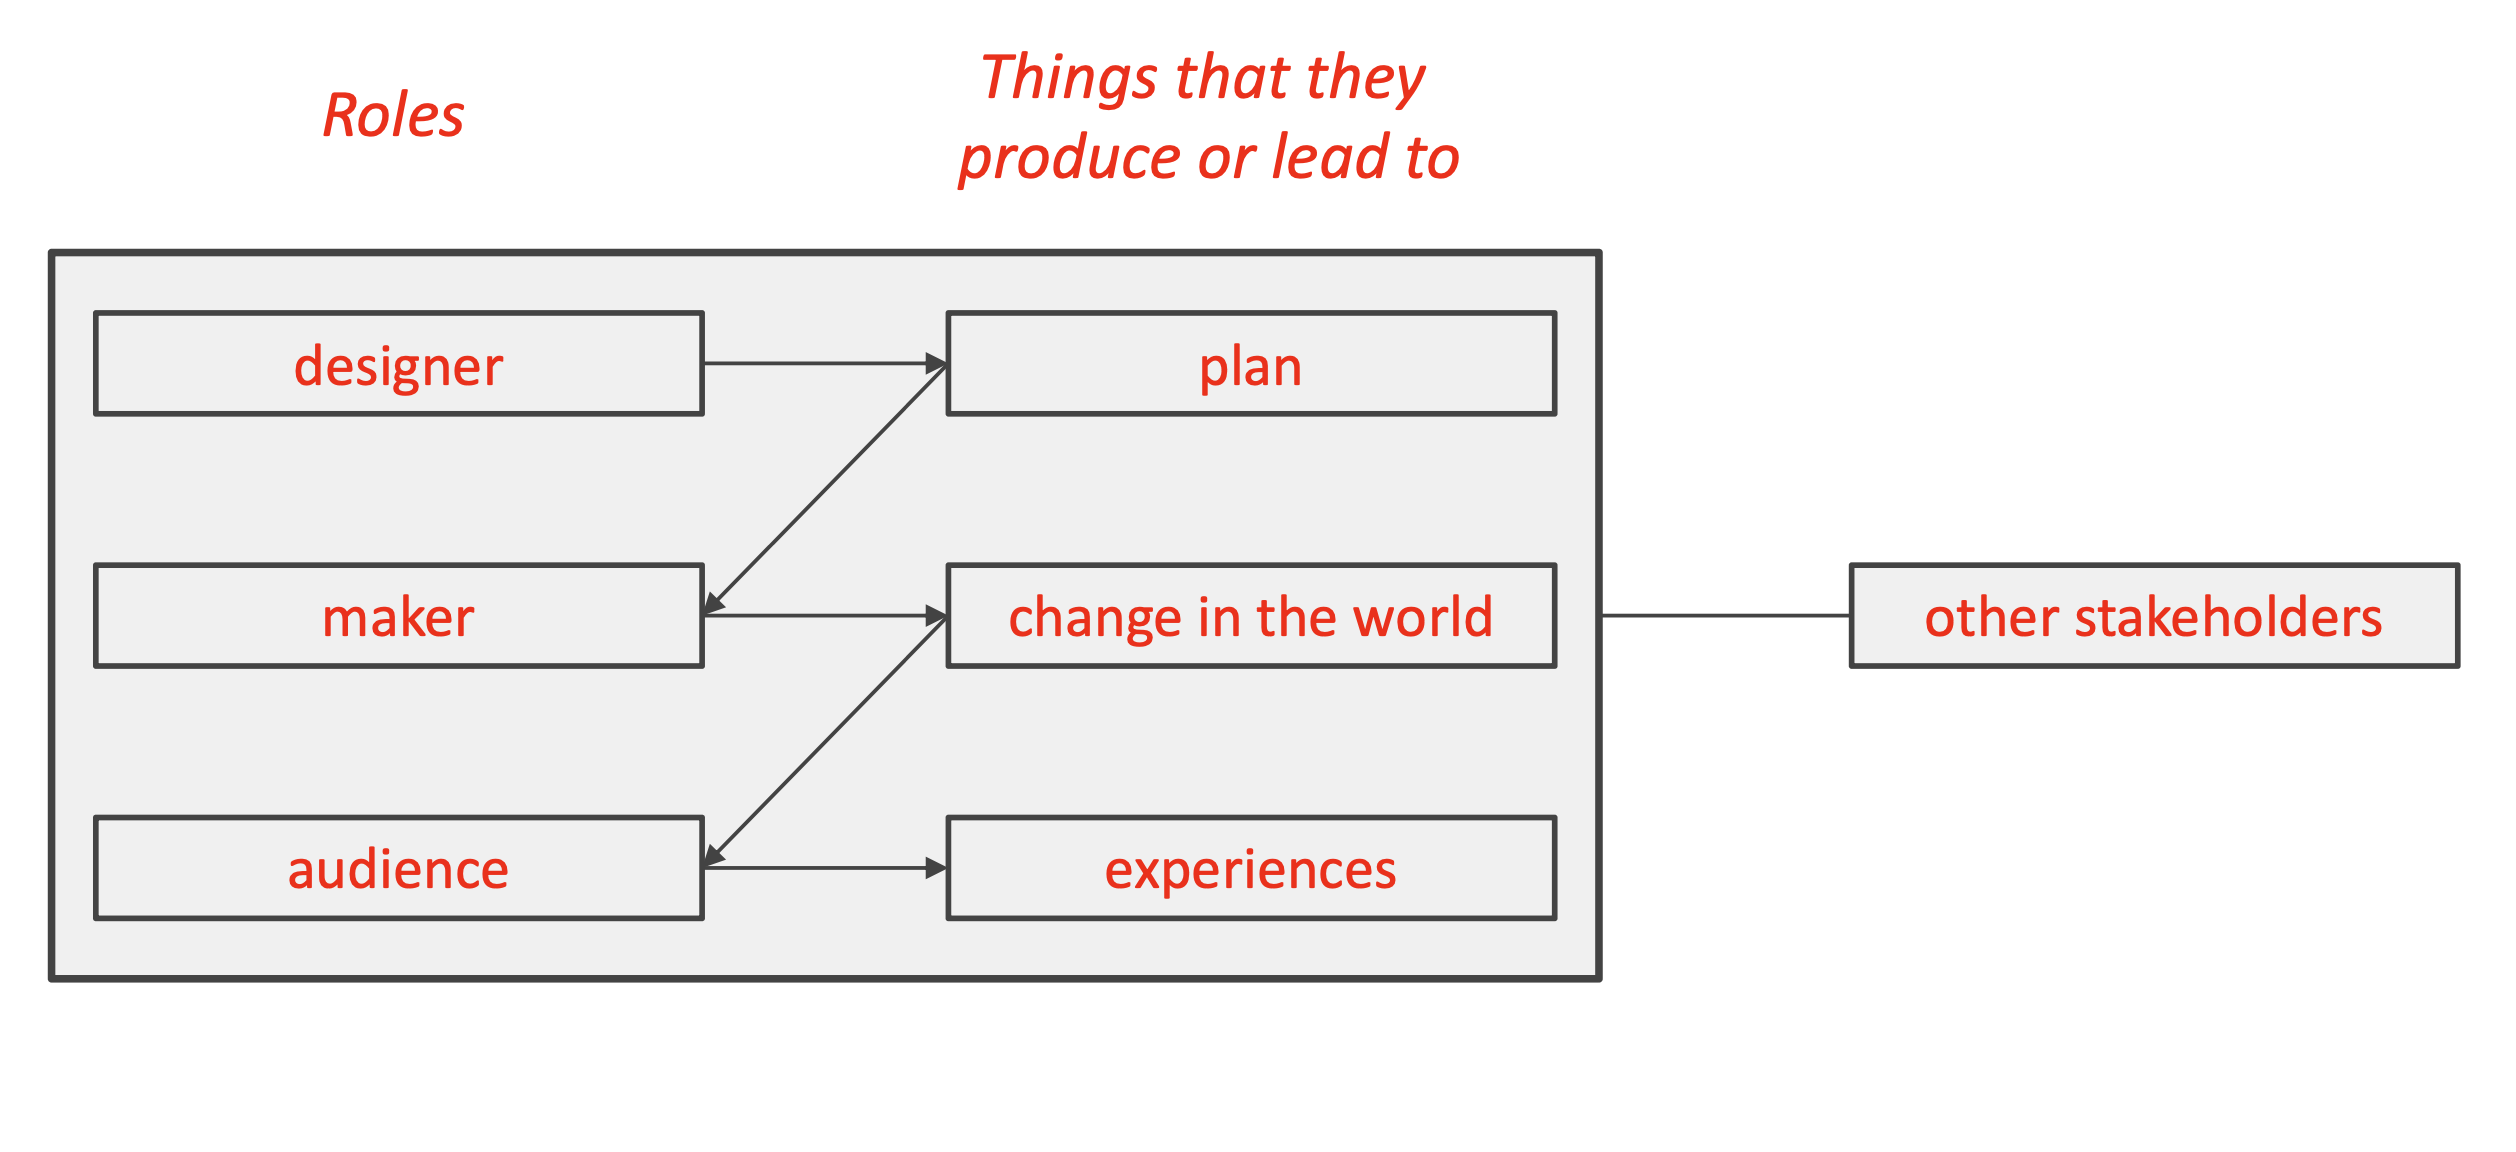 Roles
Things that they
produce or lead to
designer
plan
maker
change in the world
other stakeholders
audience
experiences